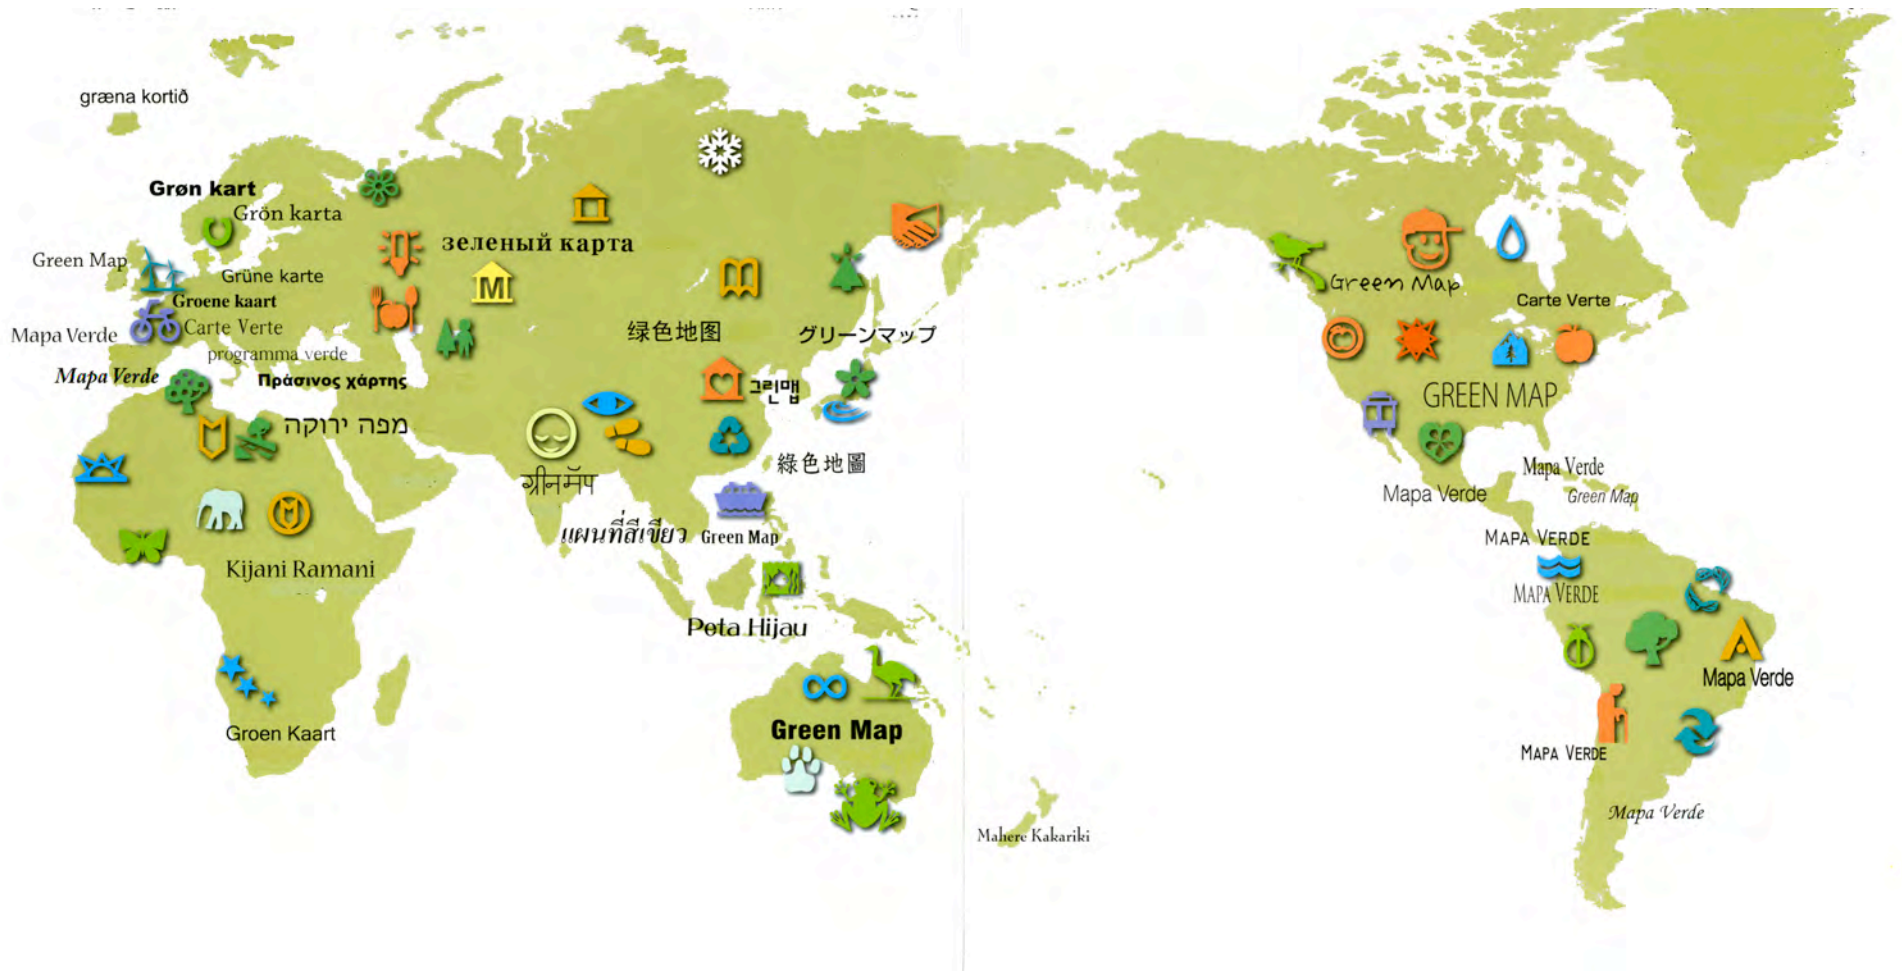 græna kortið
Grøn kart
Grön karta
зеленый карта
Green Map
Grüne karte
Groene kaart
Mapa Verde
Carte Verte
programma verde
Mapa Verde
Πράσινος χάρτης
מפה ירוקה
绿色地图
グリーンマップ
그린맵
綠色地圖
ग्रीन मॅप
แผนที่สีเขียว
Green Map
Kijani Ramani
Peta Hijau
Groen Kaart
Green Map
Mahere Kakariki
Green Map
Carte Verte
GREEN MAP
Mapa Verde
Mapa Verde
Green Map
MAPA VERDE
MAPA VERDE
Mapa Verde
MAPA VERDE
Mapa Verde
M